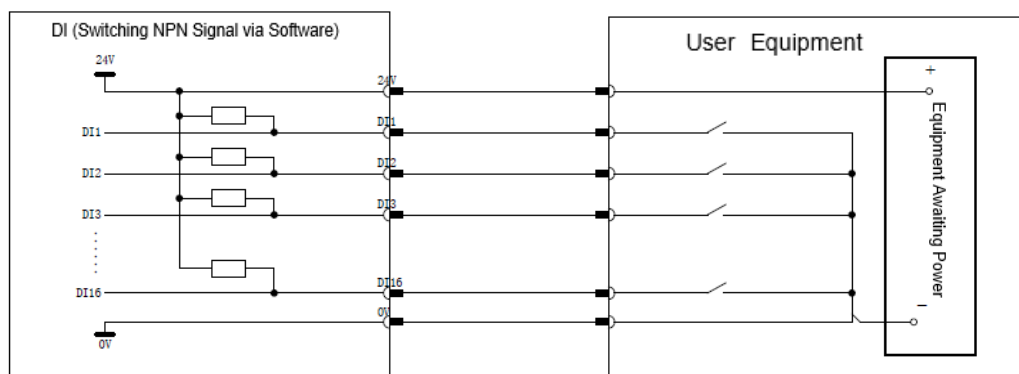 DI (Switching NPN Signal via Software)
User Equipment
24V
24V
+
DI1
DI1
DI2
DI2
DI3
DI3
DI16
DI16
0V
0V
−
Equipment Awaiting Power